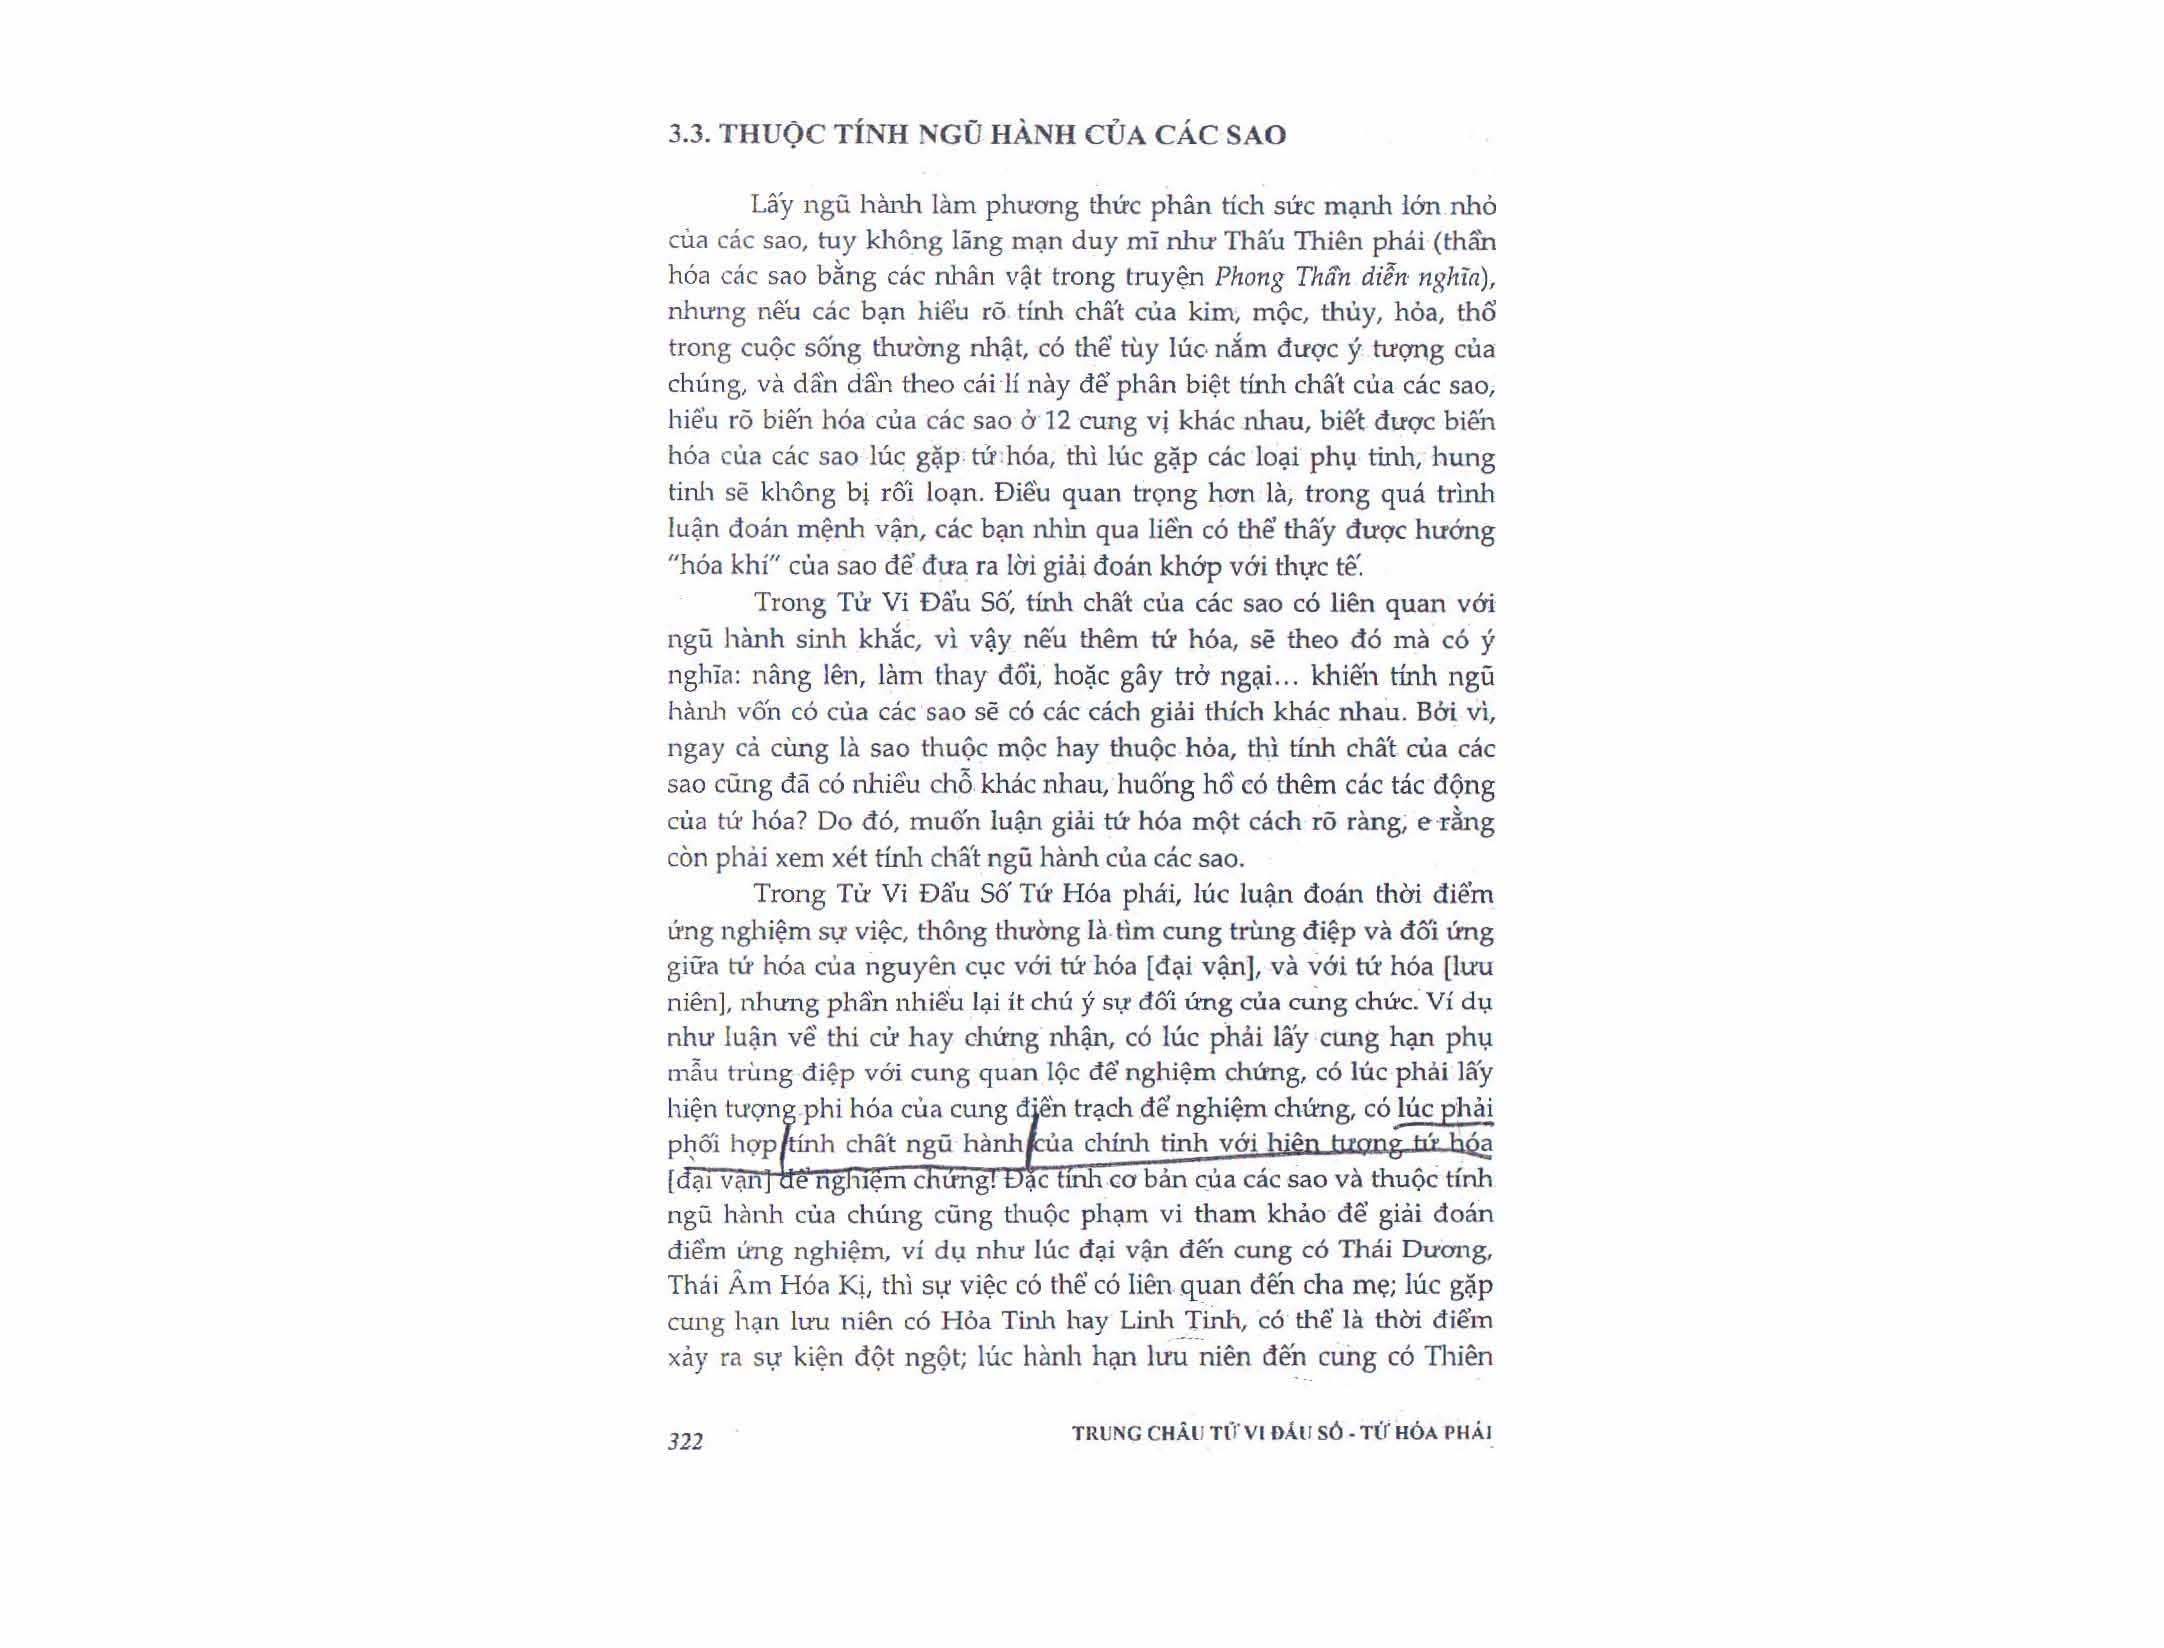 3.3. THUỘC TÍNH NGŨ HÀNH CỦA CÁC SAO
Lấy ngũ hành làm phương thức phân tích sức mạnh lớn nhỏ
của các sao, tuy không lãng mạn duy mĩ như Thấu Thiên phái (thần
hóa các sao bằng các nhân vật trong truyện Phong Thần diễn nghĩa),
nhưng nếu các bạn hiểu rõ tính chất của kim, mộc, thủy, hỏa, thổ
trong cuộc sống thường nhật, có thể tùy lúc nắm được ý tượng của
chúng, và dần dần theo cái lí này để phân biệt tính chất của các sao,
hiểu rõ biến hóa của các sao ở 12 cung vị khác nhau, biết được biến
hóa của các sao lúc gặp tứ hóa, thì lúc gặp các loại phụ tinh, hung
tinh sẽ không bị rối loạn. Điều quan trọng hơn là, trong quá trình
luận đoán mệnh vận, các bạn nhìn qua liền có thể thấy được hướng
"hóa khí" của sao để đưa ra lời giải đoán khớp với thực tế.
Trong Tử Vi Đẩu Số, tính chất của các sao có liên quan với
ngũ hành sinh khắc, vì vậy nếu thêm tứ hóa, sẽ theo đó mà có ý
nghĩa: nâng lên, làm thay đổi, hoặc gây trở ngại... khiến tính ngũ
hành vốn có của các sao sẽ có các cách giải thích khác nhau. Bởi vì,
ngay cả cùng là sao thuộc mộc hay thuộc hỏa, thì tính chất của các
sao cũng đã có nhiều chỗ khác nhau, huống hồ có thêm các tác động
của tứ hóa? Do đó, muốn luận giải tứ hóa một cách rõ ràng, e rằng
còn phải xem xét tính chất ngũ hành của các sao.
Trong Tử Vi Đẩu Số Tứ Hóa phái, lúc luận đoán thời điểm
ứng nghiệm sự việc, thông thường là tìm cung trùng điệp và đối ứng
giữa tứ hóa của nguyên cục với tứ hóa [đại vận], và với tứ hóa [lưu
niên], nhưng phần nhiều lại ít chú ý sự đối ứng của cung chức. Ví dụ
như luận về thi cử hay chứng nhận, có lúc phải lấy cung hạn phụ
mẫu trùng điệp với cung quan lộc để nghiệm chứng, có lúc phải lấy
hiện tượng phi hóa của cung điền trạch để nghiệm chứng, có lúc phải
phối hợp tính chất ngũ hành của chính tinh với hiện tượng tứ hóa
[đại vận] để nghiệm chứng! Đặc tính cơ bản của các sao và thuộc tính
ngũ hành của chúng cũng thuộc phạm vi tham khảo để giải đoán
điềm ứng nghiệm, ví dụ như lúc đại vận đến cung có Thái Dương,
Thái Âm Hóa Kị, thì sự việc có thể có liên quan đến cha mẹ; lúc gặp
cung hạn lưu niên có Hỏa Tinh hay Linh Tinh, có thể là thời điểm
xảy ra sự kiện đột ngột; lúc hành hạn lưu niên đến cung có Thiên
322
TRUNG CHÂU TỬ VI ĐẨU SỐ - TỨ HÓA PHÁI